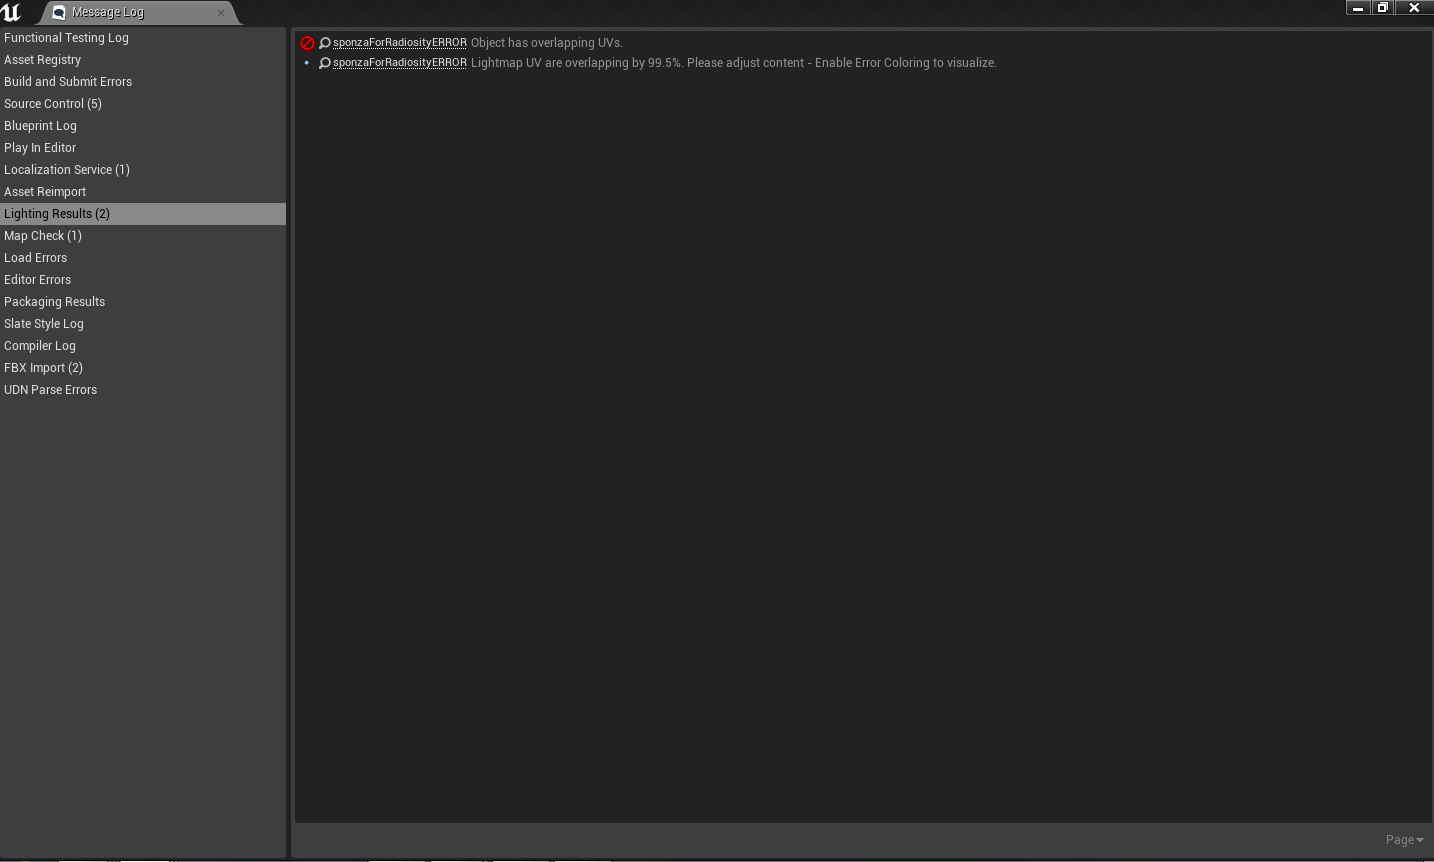 Message Log
Functional Testing Log
Asset Registry
Build and Submit Errors
Source Control (5)
Blueprint Log
Play In Editor
Localization Service (1)
Asset Reimport
Lighting Results (2)
Map Check (1)
Load Errors
Editor Errors
Packaging Results
Slate Style Log
Compiler Log
FBX Import (2)
UDN Parse Errors
sponzaForRadiosityERROR Object has overlapping UVs.
sponzaForRadiosityERROR Lightmap UV are overlapping by 99.5%. Please adjust content - Enable Error Coloring to visualize.
Page